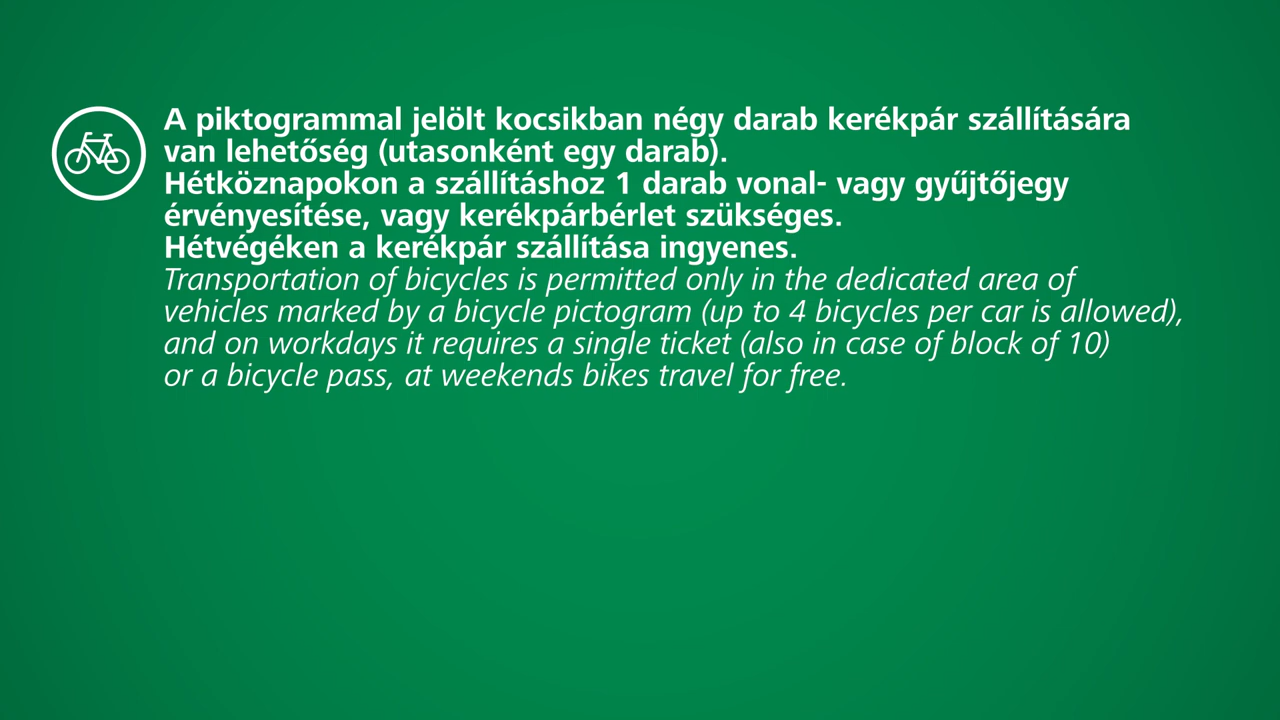 A piktogrammal jelölt kocsikban négy darab kerékpár szállítására
van lehetőség (utasonként egy darab).
Hétköznapokon a szállításhoz 1 darab vonal- vagy gyűjtőjegy
érvényesítése, vagy kerékpárbérlet szükséges.
Hétvégéken a kerékpár szállítása ingyenes.
Transportation of bicycles is permitted only in the dedicated area of
vehicles marked by a bicycle pictogram (up to 4 bicycles per car is allowed),
and on workdays it requires a single ticket (also in case of block of 10)
or a bicycle pass, at weekends bikes travel for free.